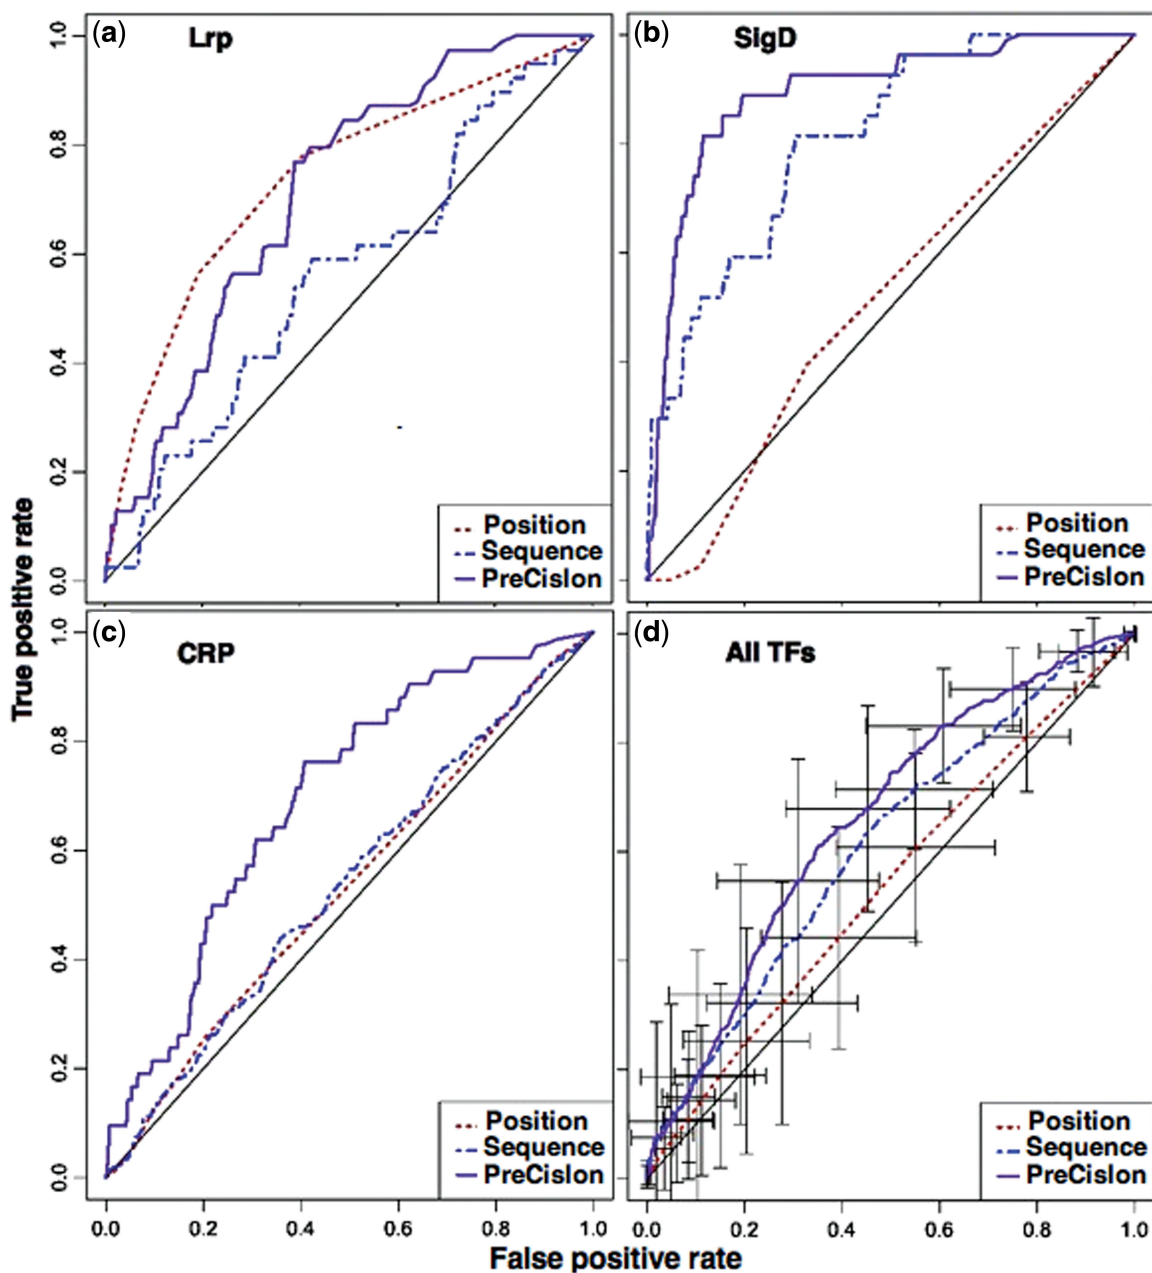 (a) Lrp
(b) SigD
1.0
0.8
0.6
0.4
0.2
0.0
Position
Sequence
PreCisIon
Position
Sequence
PreCisIon
True positive rate
(c) CRP
(d) All TFs
1.0
0.8
0.6
0.4
0.2
0.0
Position
Sequence
PreCisIon
Position
Sequence
PreCisIon
0.0 0.2 0.4 0.6 0.8 1.0
0.0 0.2 0.4 0.6 0.8 1.0
False positive rate